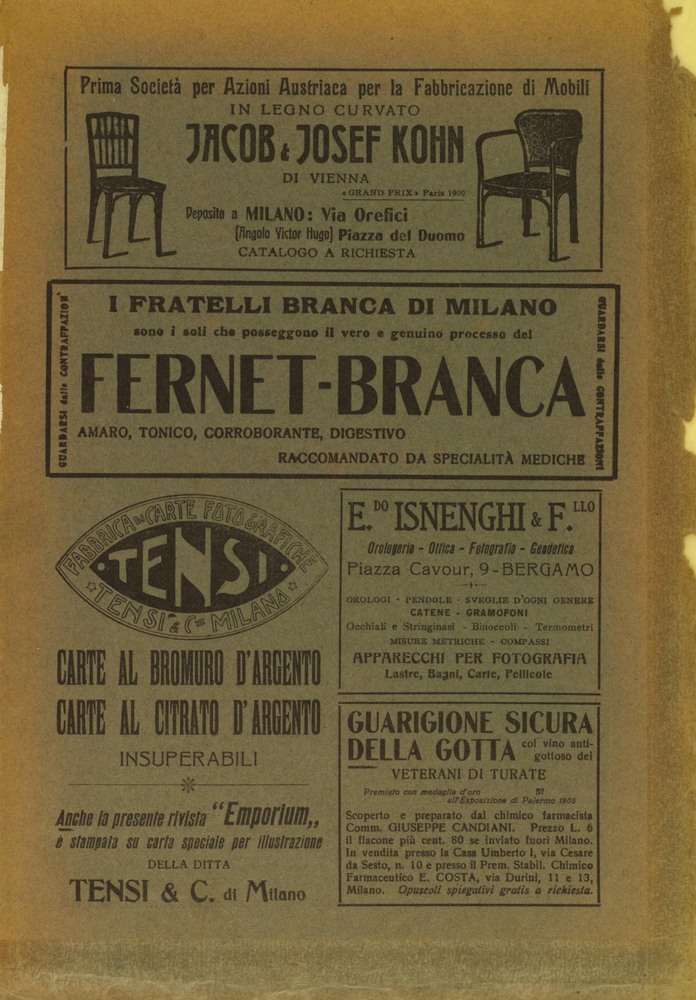 Prima Società per Azioni Austriaca per la Fabbricazione di Mobili
IN LEGNO CURVATO
JACOB & JOSEF KOHN
DI VIENNA
«GRAND PRIX» Paris 1900
Deposito a MILANO: Via Orefici
(Angolo Victor Hugo) Piazza del Duomo
CATALOGO A RICHIESTA
GUARDARSI dalle CONTRAFFAZIONI
I FRATELLI BRANCA DI MILANO
sono i soli che posseggono il vero e genuino processo del
FERNET-BRANCA
AMARO, TONICO, CORROBORANTE, DIGESTIVO
RACCOMANDATO DA SPECIALITÀ MEDICHE
GUARDARSI dalle CONTRAFFAZIONI
FABBRICA DI CARTE FOTOGRAFICHE
TENSI
TENSI & C.º MILANO
CARTE AL BROMURO D'ARGENTO
CARTE AL CITRATO D'ARGENTO
INSUPERABILI
Anche la presente rivista "Emporium„
è stampata su carta speciale per illustrazione
DELLA DITTA
TENSI & C. di Milano
E.DO ISNENGHI & F.LLO
Orologeria - Ottica - Fotografia - Geodetica
Piazza Cavour, 9 - BERGAMO
OROLOGI - PENDOLE - SVEGLIE D'OGNI GENERE
CATENE - GRAMOFONI
Occhiali e Stringinasi - Binoccoli - Termometri
MISURE METRICHE - COMPASSI
APPARECCHI PER FOTOGRAFIA
Lastre, Bagni, Carte, Pellicole
GUARIGIONE SICURA
DELLA GOTTA col vino anti-
gottoso dei
VETERANI DI TURATE
Premiato con medaglia d'oro
all'Esposizione di Palermo 1905
Scoperto e preparato dal chimico farmacista
Comm. GIUSEPPE CANDIANI. Prezzo L. 6
il flacone più cent. 80 se inviato fuori Milano.
In vendita presso la Casa Umberto I, via Cesare
da Sesto, n. 10 e presso il Prem. Stabil. Chimico
Farmaceutico E. COSTA, via Durini, 11 e 13,
Milano. Opuscoli spiegativi gratis a richiesta.